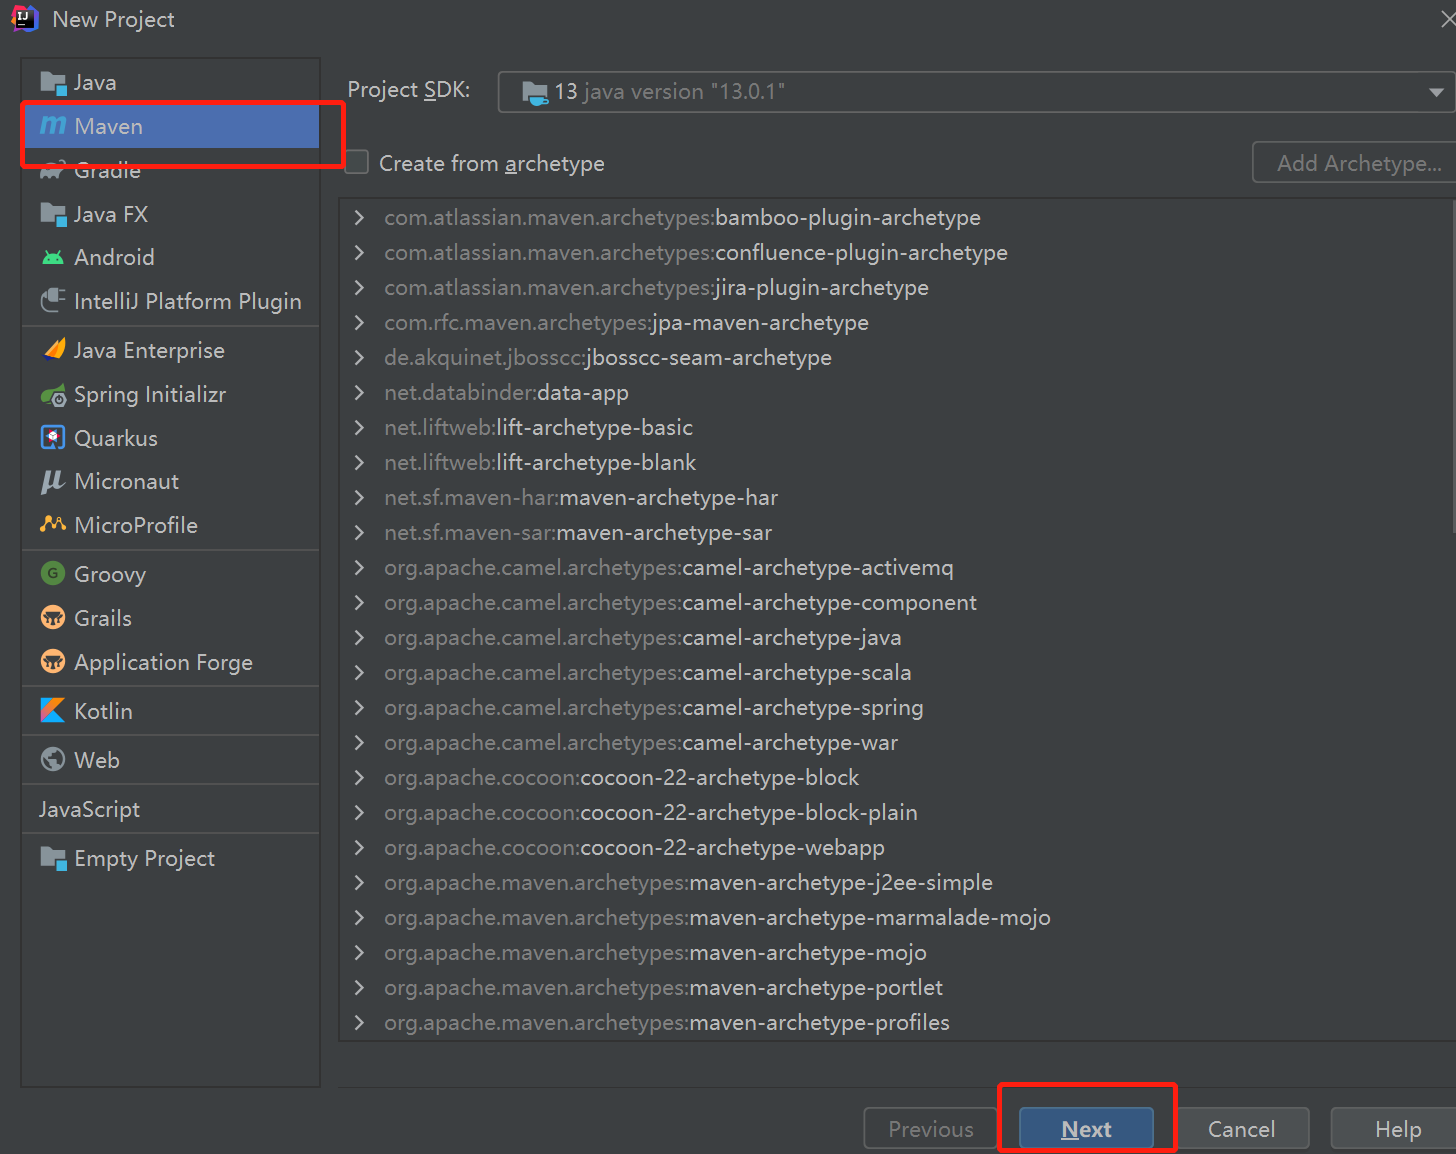 New Project
Java
Maven
Gradle
Java FX
Android
IntelliJ Platform Plugin
Java Enterprise
Spring Initializr
Quarkus
Micronaut
MicroProfile
Groovy
Grails
Application Forge
Kotlin
Web
JavaScript
Empty Project
Project SDK: 13 java version "13.0.1"
Create from archetype
Add Archetype...
com.atlassian.maven.archetypes:bamboo-plugin-archetype
com.atlassian.maven.archetypes:confluence-plugin-archetype
com.atlassian.maven.archetypes:jira-plugin-archetype
com.rfc.maven.archetypes:jpa-maven-archetype
de.akquinet.jbosscc:jbosscc-seam-archetype
net.databinder:data-app
net.liftweb:lift-archetype-basic
net.liftweb:lift-archetype-blank
net.sf.maven-har:maven-archetype-har
net.sf.maven-sar:maven-archetype-sar
org.apache.camel.archetypes:camel-archetype-activemq
org.apache.camel.archetypes:camel-archetype-component
org.apache.camel.archetypes:camel-archetype-java
org.apache.camel.archetypes:camel-archetype-scala
org.apache.camel.archetypes:camel-archetype-spring
org.apache.camel.archetypes:camel-archetype-war
org.apache.cocoon:cocoon-22-archetype-block
org.apache.cocoon:cocoon-22-archetype-block-plain
org.apache.cocoon:cocoon-22-archetype-webapp
org.apache.maven.archetypes:maven-archetype-j2ee-simple
org.apache.maven.archetypes:maven-archetype-marmalade-mojo
org.apache.maven.archetypes:maven-archetype-mojo
org.apache.maven.archetypes:maven-archetype-portlet
org.apache.maven.archetypes:maven-archetype-profiles
Previous
Next
Cancel
Help